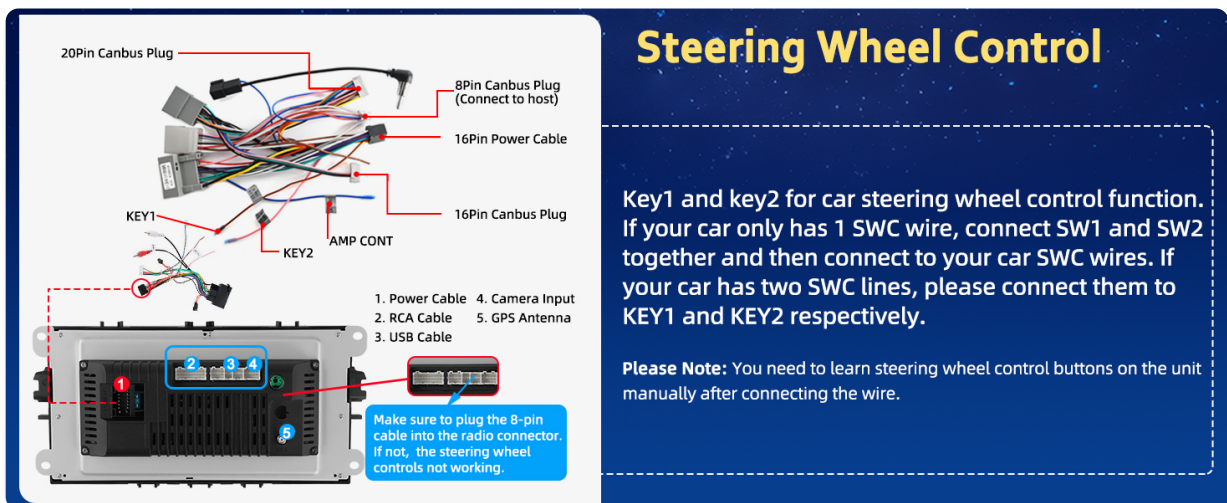 Steering Wheel Control
20Pin Canbus Plug
8Pin Canbus Plug
(Connect to host)
16Pin Power Cable
16Pin Canbus Plug
KEY1
KEY2
AMP CONT
1. Power Cable 4. Camera Input
2. RCA Cable 5. GPS Antenna
3. USB Cable
1
2
3
4
5
Make sure to plug the 8-pin
cable into the radio connector.
If not, the steering wheel
controls not working.
Key1 and key2 for car steering wheel control function.
If your car only has 1 SWC wire, connect SW1 and SW2
together and then connect to your car SWC wires. If
your car has two SWC lines, please connect them to
KEY1 and KEY2 respectively.
Please Note: You need to learn steering wheel control buttons on the unit
manually after connecting the wire.